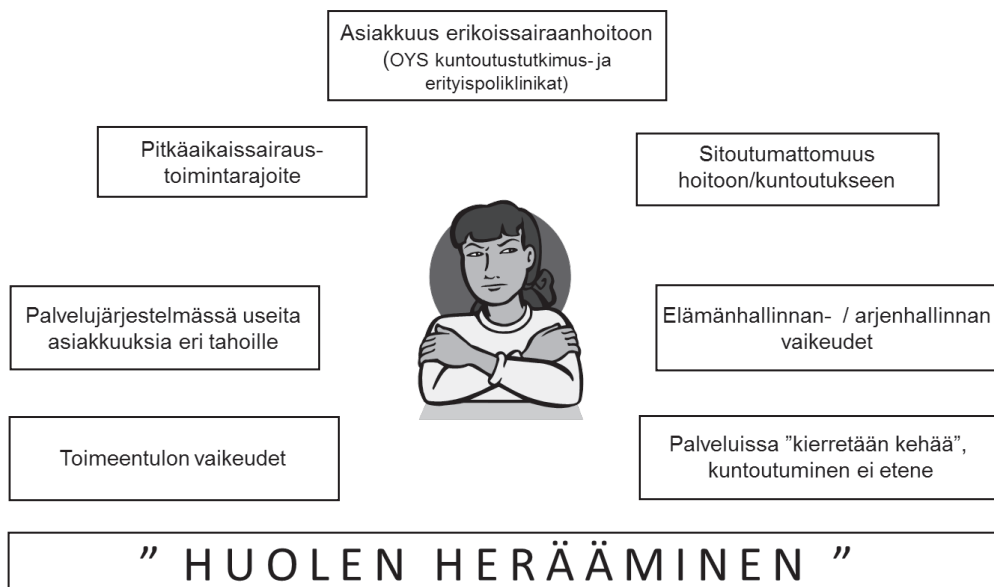 Asiakkuus erikoissairaanhoitoon
(OYS kuntoutustutkimus- ja
erityispoliklinikat)
Pitkäaikaissairaus-
toimintarajoite
Sitoutumattomuus
hoitoon/kuntoutukseen
Palvelujärjestelmässä useita
asiakkuuksia eri tahoille
Elämänhallinnan- / arjenhallinnan
vaikeudet
Toimeentulon vaikeudet
Palveluissa ”kierretään kehää”,
kuntoutuminen ei etene
” HUOLEN HERÄÄMINEN ”